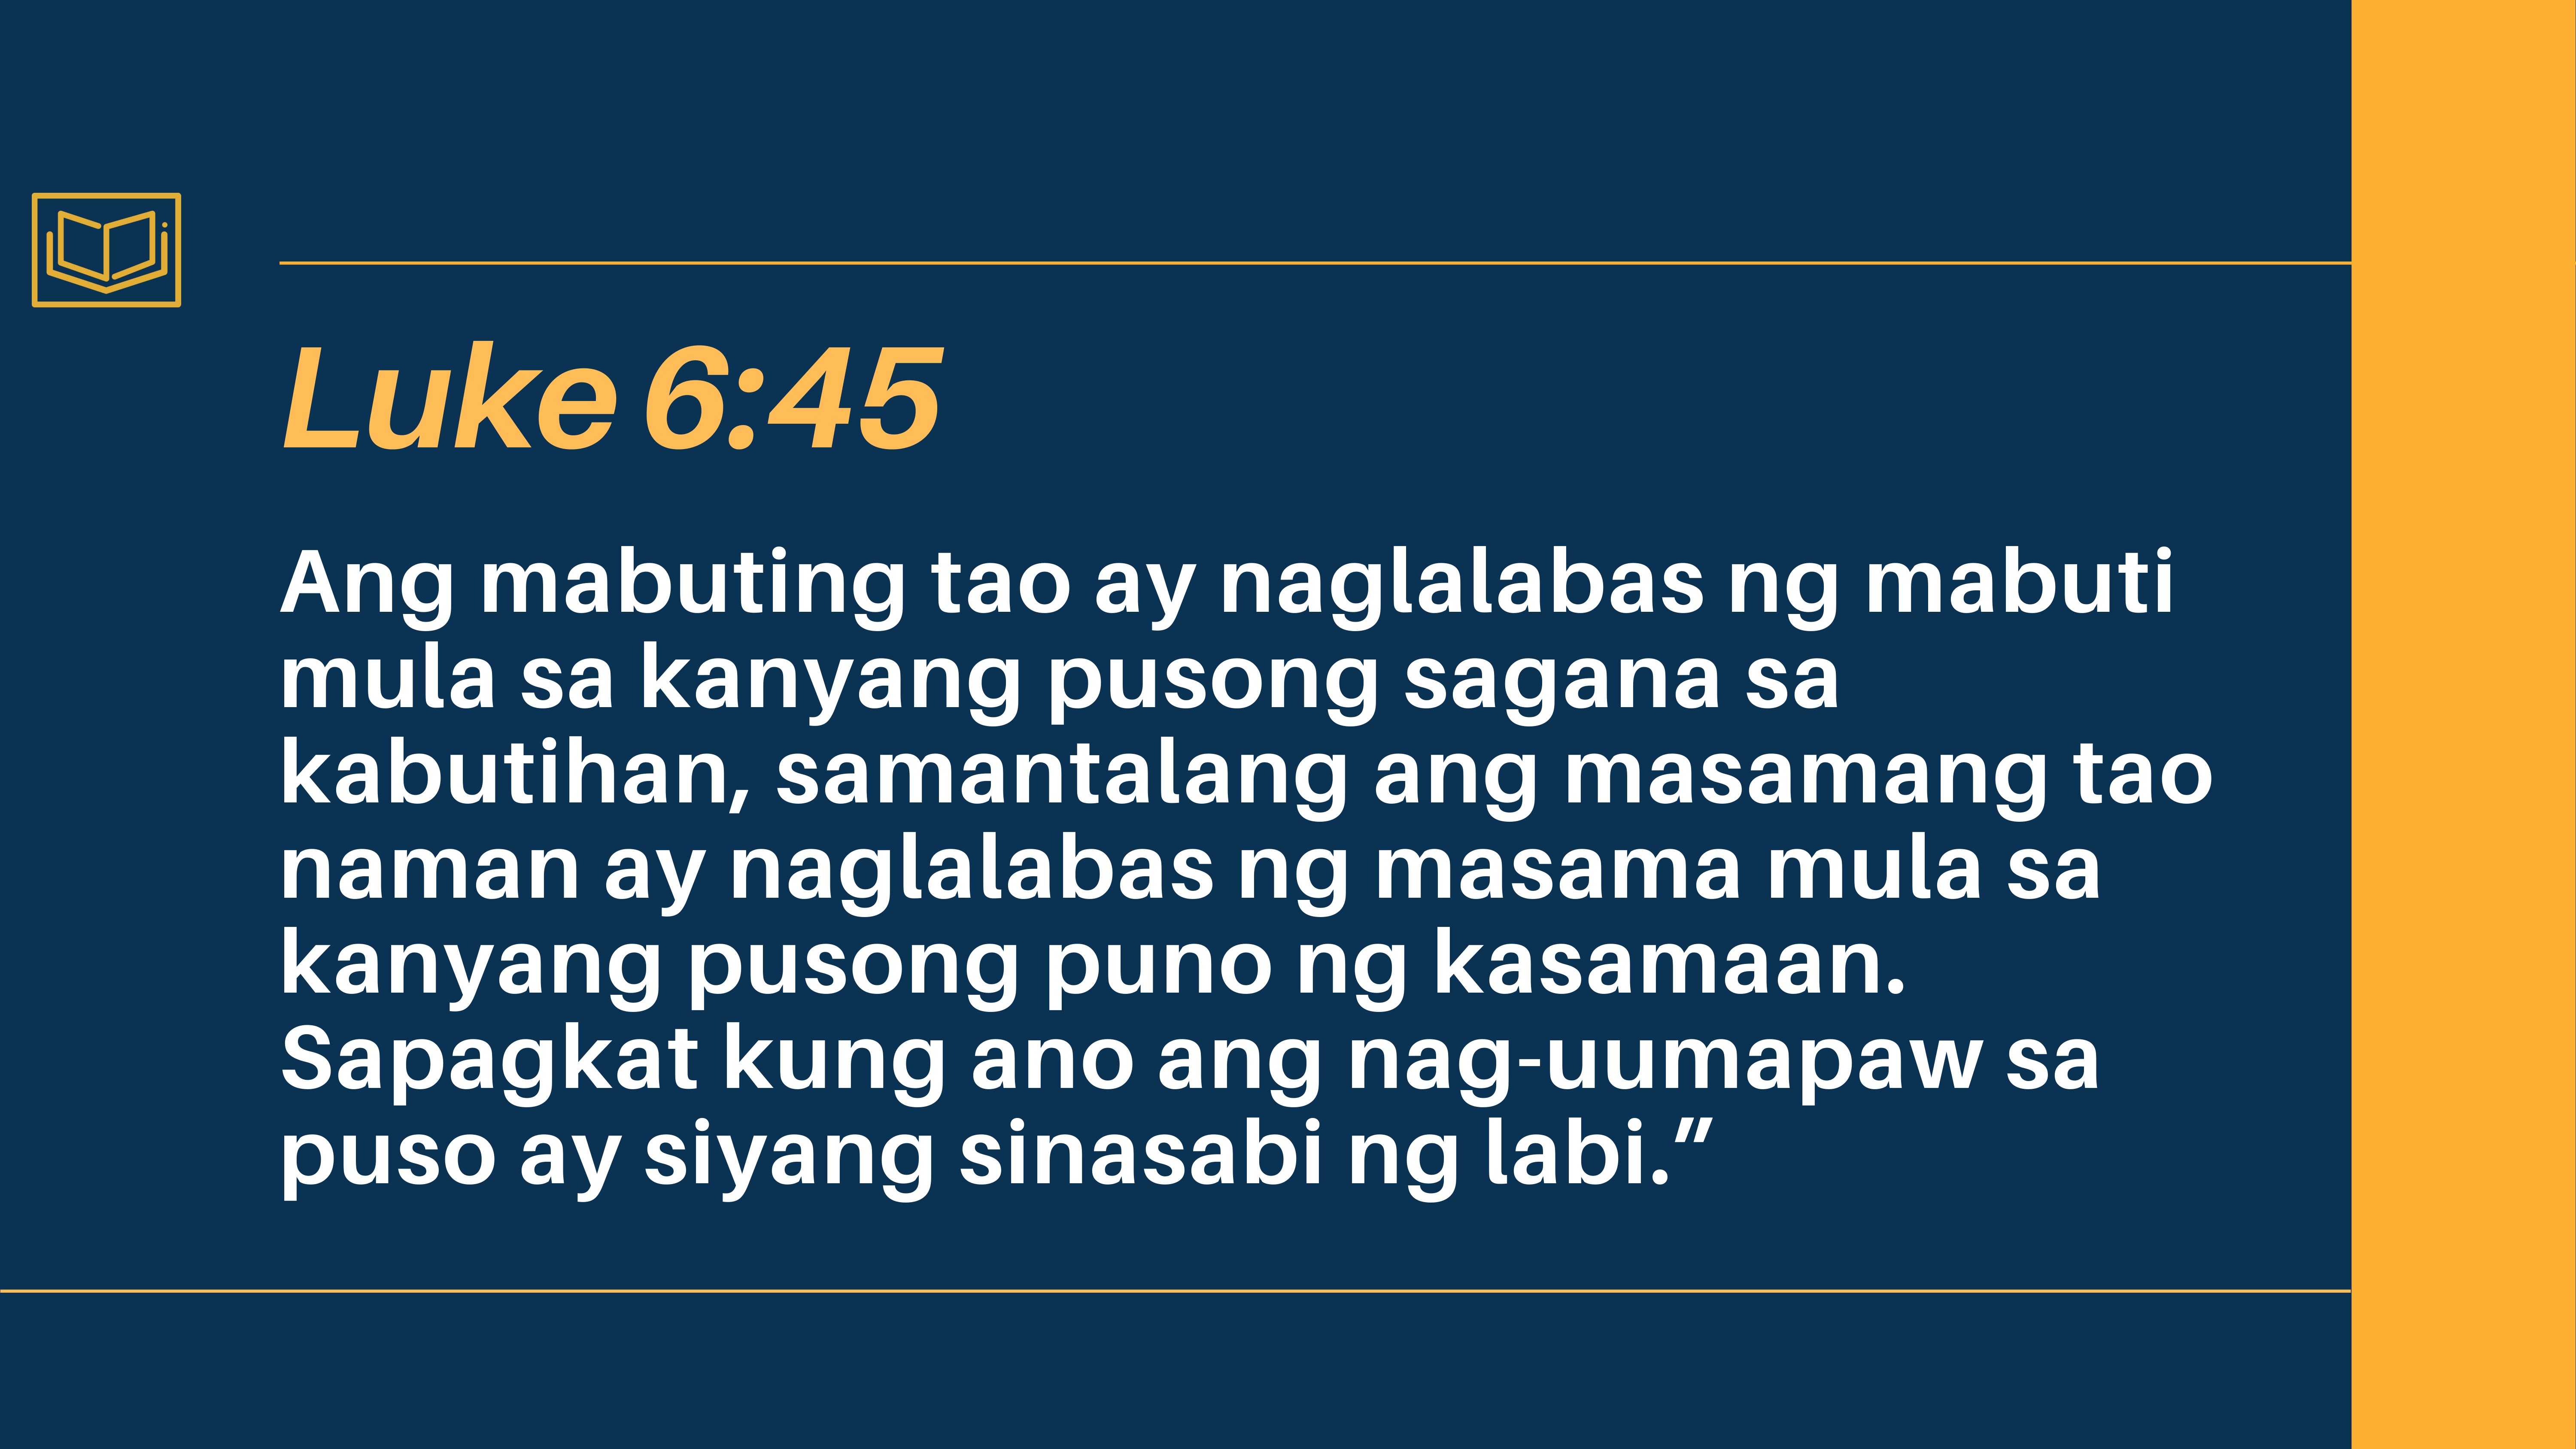 Luke 6:45
Ang mabuting tao ay naglalabas ng mabuti
mula sa kanyang pusong sagana sa
kabutihan, samantalang ang masamang tao
naman ay naglalabas ng masama mula sa
kanyang pusong puno ng kasamaan.
Sapagkat kung ano ang nag-uumapaw sa
puso ay siyang sinasabi ng labi.”